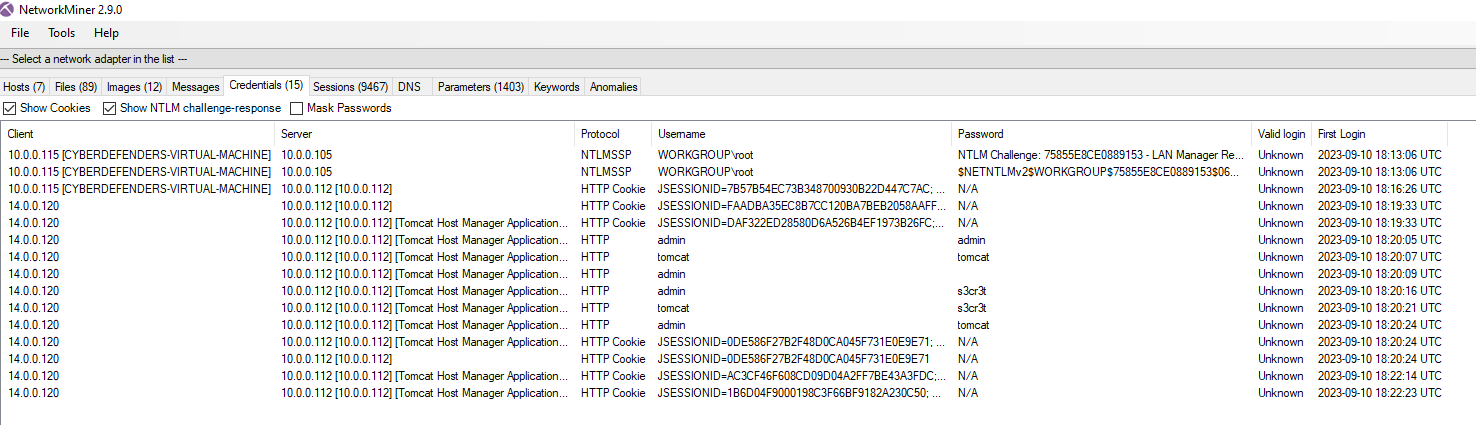 NetworkMiner 2.9.0
File Tools Help
--- Select a network adapter in the list ---
Hosts (7) Files (89) Images (12) Messages Credentials (15) Sessions (9467) DNS Parameters (1403) Keywords Anomalies
Show Cookies Show NTLM challenge-response Mask Passwords
Client Server Protocol Username Password Valid login First Login
10.0.0.115 [CYBERDEFENDERS-VIRTUAL-MACHINE] 10.0.0.105 NTLMSSP WORKGROUP\root NTLM Challenge: 75855E8CE0889153 - LAN Manager Re... Unknown 2023-09-10 18:13:06 UTC
10.0.0.115 [CYBERDEFENDERS-VIRTUAL-MACHINE] 10.0.0.105 NTLMSSP WORKGROUP\root $NETNTLMv2$WORKGROUP$75855E8CE0889153$06... Unknown 2023-09-10 18:13:06 UTC
10.0.0.115 [CYBERDEFENDERS-VIRTUAL-MACHINE] 10.0.0.112 [10.0.0.112] HTTP Cookie JSESSIONID=7B57B54EC73B348700930B22D447C7AC; ... N/A Unknown 2023-09-10 18:16:26 UTC
14.0.0.120 10.0.0.112 [10.0.0.112] HTTP Cookie JSESSIONID=FAADBA35EC8B7CC120BA7BEB2058AAFF... N/A Unknown 2023-09-10 18:19:33 UTC
14.0.0.120 10.0.0.112 [10.0.0.112] [Tomcat Host Manager Application... HTTP Cookie JSESSIONID=DAF322ED28580D6A526B4EF1973B26FC;... N/A Unknown 2023-09-10 18:19:33 UTC
14.0.0.120 10.0.0.112 [10.0.0.112] [Tomcat Host Manager Application... HTTP admin admin Unknown 2023-09-10 18:20:05 UTC
14.0.0.120 10.0.0.112 [10.0.0.112] [Tomcat Host Manager Application... HTTP tomcat tomcat Unknown 2023-09-10 18:20:07 UTC
14.0.0.120 10.0.0.112 [10.0.0.112] [Tomcat Host Manager Application... HTTP admin Unknown 2023-09-10 18:20:09 UTC
14.0.0.120 10.0.0.112 [10.0.0.112] [Tomcat Host Manager Application... HTTP admin s3cr3t Unknown 2023-09-10 18:20:16 UTC
14.0.0.120 10.0.0.112 [10.0.0.112] [Tomcat Host Manager Application... HTTP tomcat s3cr3t Unknown 2023-09-10 18:20:21 UTC
14.0.0.120 10.0.0.112 [10.0.0.112] [Tomcat Host Manager Application... HTTP admin tomcat Unknown 2023-09-10 18:20:24 UTC
14.0.0.120 10.0.0.112 [10.0.0.112] [Tomcat Host Manager Application... HTTP Cookie JSESSIONID=0DE586F27B2F48D0CA045F731E0E9E71; ... N/A Unknown 2023-09-10 18:20:24 UTC
14.0.0.120 10.0.0.112 [10.0.0.112] HTTP Cookie JSESSIONID=0DE586F27B2F48D0CA045F731E0E9E71 N/A Unknown 2023-09-10 18:20:24 UTC
14.0.0.120 10.0.0.112 [10.0.0.112] [Tomcat Host Manager Application... HTTP Cookie JSESSIONID=AC3CF46F608CD09D04A2FF7BE43A3FDC;... N/A Unknown 2023-09-10 18:22:14 UTC
14.0.0.120 10.0.0.112 [10.0.0.112] [Tomcat Host Manager Application... HTTP Cookie JSESSIONID=1B6D04F9000198C3F66BF9182A230C50; ... N/A Unknown 2023-09-10 18:22:23 UTC